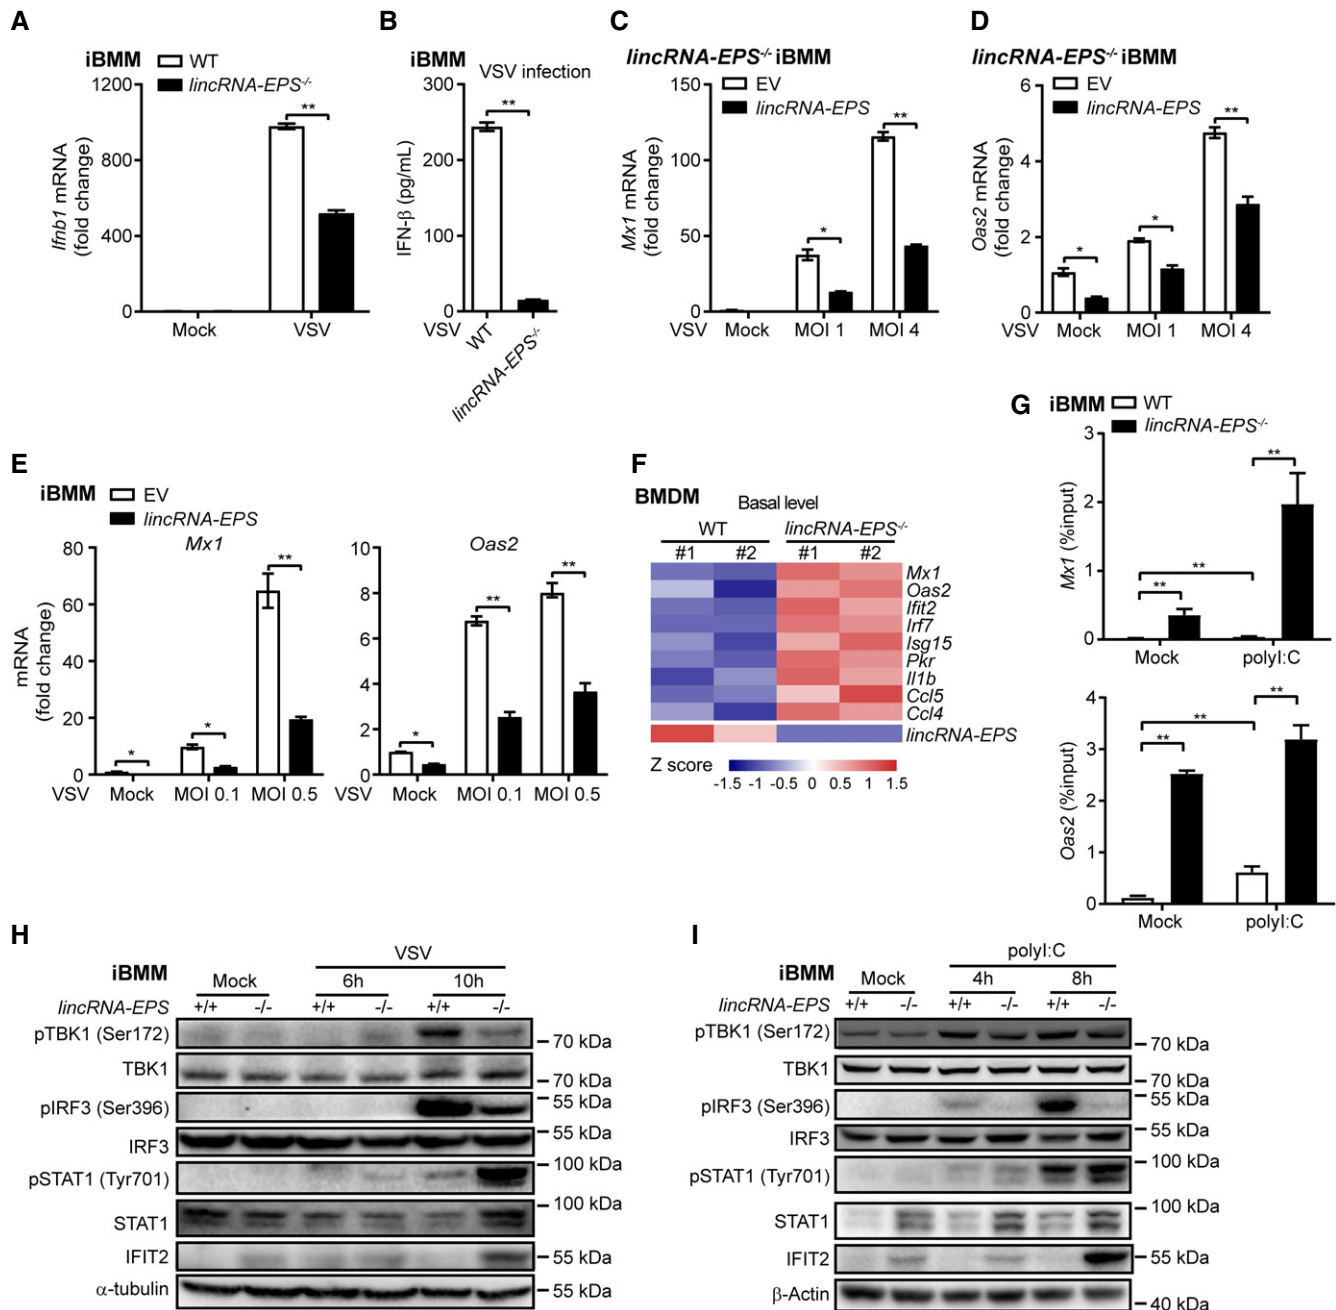 A
iBMM
WT
lincRNA-EPS-/-
Ifnb1 mRNA
(fold change)
1200
800
400
0
**
Mock
VSV
B
iBMM
VSV infection
IFN-β (pg/mL)
300
200
100
0
**
VSV
WT
lincRNA-EPS-/-
C
lincRNA-EPS-/- iBMM
EV
lincRNA-EPS
Mx1 mRNA
(fold change)
150
100
50
0
*
**
VSV
Mock
MOI 1
MOI 4
D
lincRNA-EPS-/- iBMM
EV
lincRNA-EPS
Oas2 mRNA
(fold change)
6
4
2
0
*
*
**
VSV
Mock
MOI 1
MOI 4
E
iBMM
EV
lincRNA-EPS
Mx1
mRNA
(fold change)
80
60
40
20
0
*
*
**
VSV
Mock
MOI 0.1
MOI 0.5
Oas2
10
8
6
4
2
0
*
**
**
VSV
Mock
MOI 0.1
MOI 0.5
F
BMDM
Basal level
WT
lincRNA-EPS-/-
#1 #2 #1 #2
Mx1
Oas2
Ifit2
Irf7
Isg15
Pkr
Il1b
Ccl5
Ccl4
lincRNA-EPS
Z score
-1.5 -1 -0.5 0 0.5 1 1.5
G
iBMM
WT
lincRNA-EPS-/-
Mx1 (%input)
3
2
1
0
**
**
**
Mock
polyI:C
Oas2 (%input)
4
3
2
1
0
**
**
**
Mock
polyI:C
H
iBMM
VSV
Mock
6h
10h
lincRNA-EPS
+/+ -/- +/+ -/- +/+ -/-
pTBK1 (Ser172)
70 kDa
TBK1
70 kDa
pIRF3 (Ser396)
55 kDa
IRF3
55 kDa
pSTAT1 (Tyr701)
100 kDa
STAT1
100 kDa
IFIT2
55 kDa
α-tubulin
55 kDa
I
iBMM
polyI:C
Mock
4h
8h
lincRNA-EPS
+/+ -/- +/+ -/- +/+ -/-
pTBK1 (Ser172)
70 kDa
TBK1
70 kDa
pIRF3 (Ser396)
55 kDa
IRF3
55 kDa
pSTAT1 (Tyr701)
100 kDa
STAT1
100 kDa
IFIT2
55 kDa
β-Actin
40 kDa